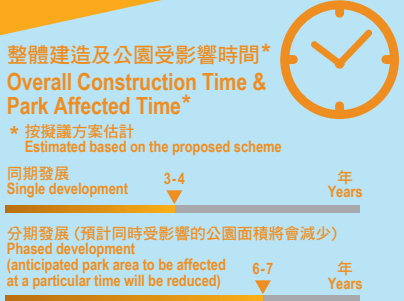 整體建造及公園受影響時間*
Overall Construction Time &
Park Affected Time*
* 按擬議方案估計
Estimated based on the proposed scheme
同期發展
Single development
3-4
年
Years
分期發展 (預計同時受影響的公園面積將會減少)
Phased development
(anticipated park area to be affected
at a particular time will be reduced)
6-7
年
Years